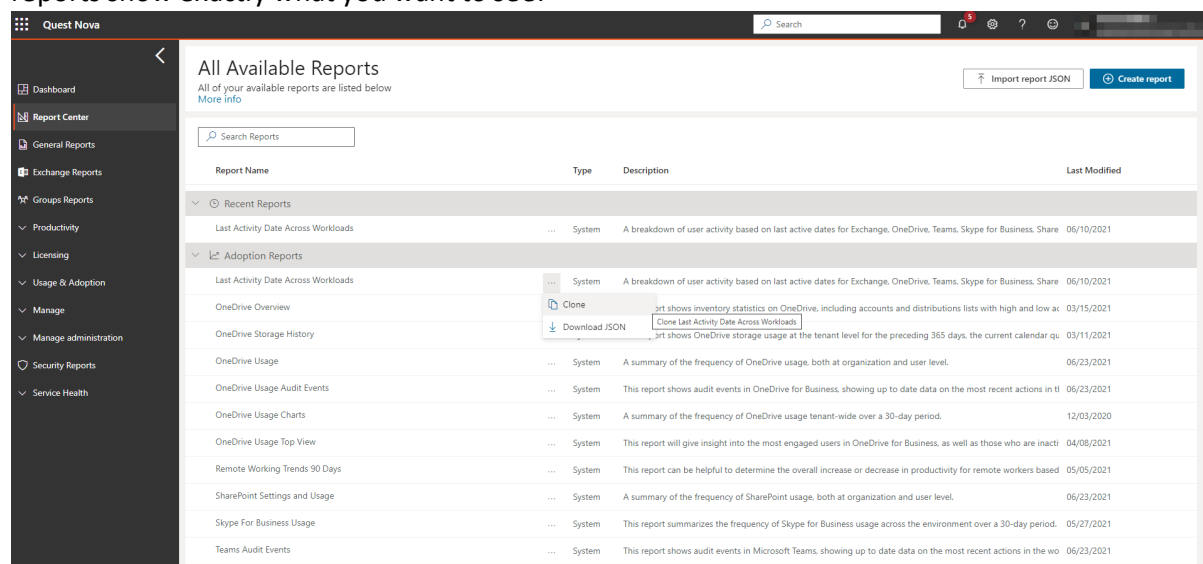 reports show exactly what you want to see.
Quest Nova
Search
5
?
All Available Reports
All of your available reports are listed below
More info
Import report JSON
Create report
Dashboard
Report Center
General Reports
Exchange Reports
Groups Reports
Productivity
Licensing
Usage & Adoption
Manage
Manage administration
Security Reports
Service Health
Search Reports
Report Name Type Description Last Modified
Recent Reports
Last Activity Date Across Workloads ... System A breakdown of user activity based on last active dates for Exchange, OneDrive, Teams, Skype for Business, Share 06/10/2021
Adoption Reports
Last Activity Date Across Workloads ... System A breakdown of user activity based on last active dates for Exchange, OneDrive, Teams, Skype for Business, Share 06/10/2021
Clone
Download JSON
Clone Last Activity Date Across Workloads
OneDrive Overview ort shows inventory statistics on OneDrive, including accounts and distributions lists with high and low ac 03/15/2021
OneDrive Storage History ort shows OneDrive storage usage at the tenant level for the preceding 365 days, the current calendar qu 03/11/2021
OneDrive Usage ... System A summary of the frequency of OneDrive usage, both at organization and user level. 06/23/2021
OneDrive Usage Audit Events ... System This report shows audit events in OneDrive for Business, showing up to date data on the most recent actions in tl 06/23/2021
OneDrive Usage Charts ... System A summary of the frequency of OneDrive usage tenant-wide over a 30-day period. 12/03/2020
OneDrive Usage Top View ... System This report will give insight into the most engaged users in OneDrive for Business, as well as those who are inacti 04/08/2021
Remote Working Trends 90 Days ... System This report can be helpful to determine the overall increase or decrease in productivity for remote workers based 05/05/2021
SharePoint Settings and Usage ... System A summary of the frequency of SharePoint usage, both at organization and user level. 06/23/2021
Skype For Business Usage ... System This report summarizes the frequency of Skype for Business usage across the environment over a 30-day period. 05/27/2021
Teams Audit Events ... System This report shows audit events in Microsoft Teams, showing up to date data on the most recent actions in the wo 06/23/2021